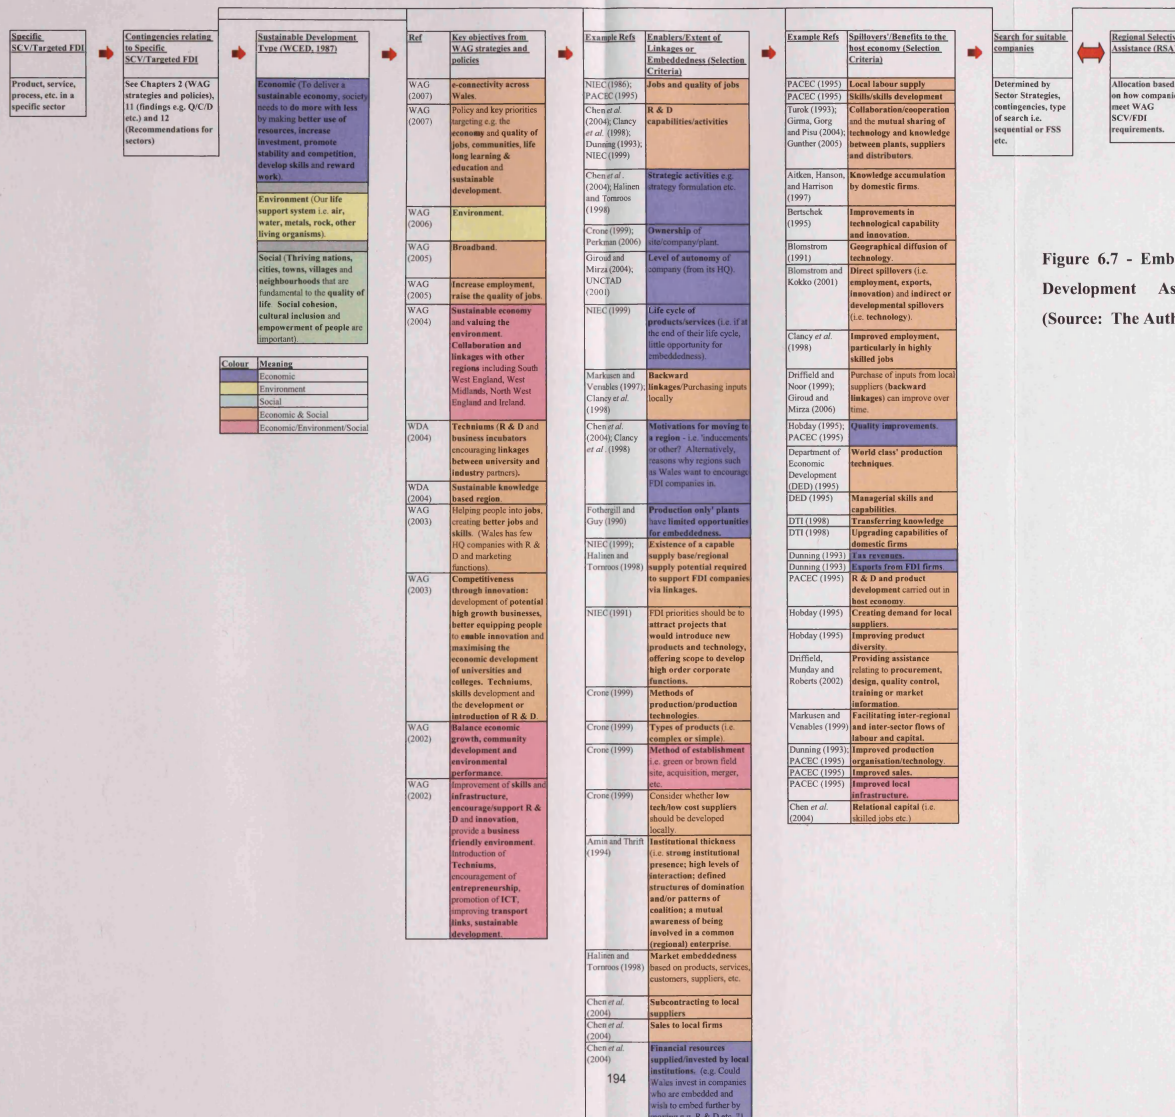 Specific
SCV/Targeted FDI
Product, service,
process, etc. in a
specific sector
Contingencies relating
to Specific
SCV/Targeted FDI
See Chapters 2 (WAG
strategies and policies),
11 (findings e.g. Q/C/D
etc.) and 12
(Recommendations for
sectors)
Sustainable Development
Type (WCED, 1987)
Economic (To deliver a
sustainable economy, society
needs to do more with less
by making better use of
resources, increase
investment, promote
stability and competition,
develop skills and reward
work).
Environment (Our life
support system i.e. air,
water, metals, rock, other
living organisms).
Social (Thriving nations,
cities, towns, villages and
neighbourhoods that are
fundamental to the quality of
life Social cohesion,
cultural inclusion and
empowerment of people are
important)
Colour Meaning
Economic
Environment
Social
Economic & Social
Economic/Environment/Social
Ref Key objectives from
WAG strategies and
policies
WAG e-connectivity across
(2007) Wales.
WAG Policy and key priorities
(2007) targeting e.g. the
economy and quality of
jobs, communities, life
long learning &
education and
sustainable
development.
WAG Environment.
(2006)
WAG Broadband.
(2005)
WAG Increase employment,
(2005) raise the quality of jobs.
WAG Sustainable economy
(2004) and valuing the
environment.
Collaboration and
linkages with other
regions including South
West England, West
Midlands, North West
England and Ireland.
WDA Techniums (R & D and
(2004) business incubators
encouraging linkages
between university and
industry partners).
WDA Sustainable knowledge
(2004) based region.
WAG Helping people into jobs,
(2003) creating better jobs and
skills. (Wales has few
HQ companies with R &
D and marketing
functions).
WAG Competitiveness
(2003) through innovation:
development of potential
high growth businesses,
better equipping people
to enable innovation and
maximising the
economic development
of universities and
colleges. Techniums,
skills development and
the development or
introduction of R & D.
WAG Balance economic
(2002) growth, community
development and
environmental
performance.
WAG Improvement of skills and
(2002) infrastructure,
encourage/support R &
D and innovation,
provide a business
friendly environment.
Introduction of
Techniums,
encouragement of
entrepreneurship,
promotion of ICT,
improving transport
links, sustainable
development.
Example Refs Enablers/Extent of
Linkages or
Embeddedness (Selection
Criteria)
NIEC (1986); Jobs and quality of jobs
PACEC (1995)
Chen et al. R & D
(2004); Clancy capabilities/activities
et al. (1998);
Dunning (1993);
NIEC (1999)
Chen et al. Strategic activities e.g.
(2004); Halinen strategy formulation etc.
and Tornroos
(1998)
Crone (1999); Ownership of
Perkman (2006) site/company/plant.
Giroud and Level of autonomy of
Mirza (2004); company (from its HQ).
UNCTAD
(2001)
NIEC (1999) Life cycle of
products/services (i.e. if at
the end of their life cycle,
little opportunity for
embeddedness).
Markusen and Backward
Venables (1997); linkages/Purchasing inputs
Clancy et al. locally
(1998)
Chen et al. Motivations for moving to
(2004); Clancy a region - i.e. 'inducements
et al. (1998) or other? Alternatively,
reasons why regions such
as Wales want to encourage
FDI companies in.
Fothergill and Production only' plants
Guy (1990) have limited opportunities
for embeddedness.
NIEC (1999); Existence of a capable
Halinen and supply base/regional
Tornroos (1998) supply potential required
to support FDI companies
via linkages.
NIEC (1991) FDI priorities should be to
attract projects that
would introduce new
products and technology,
offering scope to develop
high order corporate
functions.
Crone (1999) Methods of
production/production
technologies.
Crone (1999) Types of products (i.e.
complex or simple).
Crone (1999) Method of establishment
i.e. green or brown field
site, acquisition, merger,
etc.
Crone (1999) Consider whether low
tech/low cost suppliers
should be developed
locally.
Amin and Thrift Institutional thickness
(1994) (i.e. strong institutional
presence; high levels of
interaction; defined
structures of domination
and/or patterns of
coalition; a mutual
awareness of being
involved in a common
(regional) enterprise.
Halinen and Market embeddedness
Tornroos (1998) based on products, services,
customers, suppliers, etc.
Chen et al. Subcontracting to local
(2004) suppliers
Chen et al. Sales to local firms
(2004)
Chen et al. Financial resources
(2004) supplied/invested by local
institutions. (e.g. Could
Wales invest in companies
who are embedded and
wish to embed further by
e.g. R & D etc.?)
194
Example Refs Spillovers'/Benefits to the
host economy (Selection
Criteria)
PACEC (1995) Local labour supply
PACEC (1995) Skills/skills development
Turok (1993); Collaboration/cooperation
Girma, Gorg and the mutual sharing of
and Pisu (2004); technology and knowledge
Gunther (2005) between plants, suppliers
and distributors.
Aitken, Hanson, Knowledge accumulation
and Harrison by domestic firms.
(1997)
Bertschek Improvements in
(1995) technological capability
and innovation.
Blomstrom Geographical diffusion of
(1991) technology.
Blomstrom and Direct spillovers (i.e.
Kokko (2001) employment, exports,
innovation) and indirect or
developmental spillovers
(i.e. technology).
Clancy et al. Improved employment,
(1998) particularly in highly
skilled jobs
Driffield and Purchase of inputs from local
Noor (1999); suppliers (backward
Giroud and linkages) can improve over
Mirza (2006) time.
Hobday (1995); Quality improvements.
PACEC (1995)
Department of World class' production
Economic techniques.
Development
(DED) (1995)
DED (1995) Managerial skills and
capabilities.
DTI (1998) Transferring knowledge
DTI (1998) Upgrading capabilities of
domestic firms
Dunning (1993) Tax revenues.
Dunning (1993) Exports from FDI firms.
PACEC (1995) R & D and product
development carried out in
host economy.
Hobday (1995) Creating demand for local
suppliers.
Hobday (1995) Improving product
diversity.
Driffield, Providing assistance
Munday and relating to procurement,
Roberts (2002) design, quality control,
training or market
information.
Markusen and Facilitating inter-regional
Venables (1999) and inter-sector flows of
labour and capital.
Dunning (1993); Improved production
PACEC (1995) organisation/technology.
PACEC (1995) Improved sales.
PACEC (1995) Improved local
infrastructure.
Chen et al. Relational capital (i.e.
(2004) skilled jobs etc.)
Search for suitable
companies
Determined by
Sector Strategies,
contingencies, type
of search i.e.
sequential or FSS
etc.
Regional Selectiv
Assistance (RSA
Allocation based
on how companie
meet WAG
SCV/FDI
requirements.
Figure 6.7 - Emb
Development As
(Source: The Auth